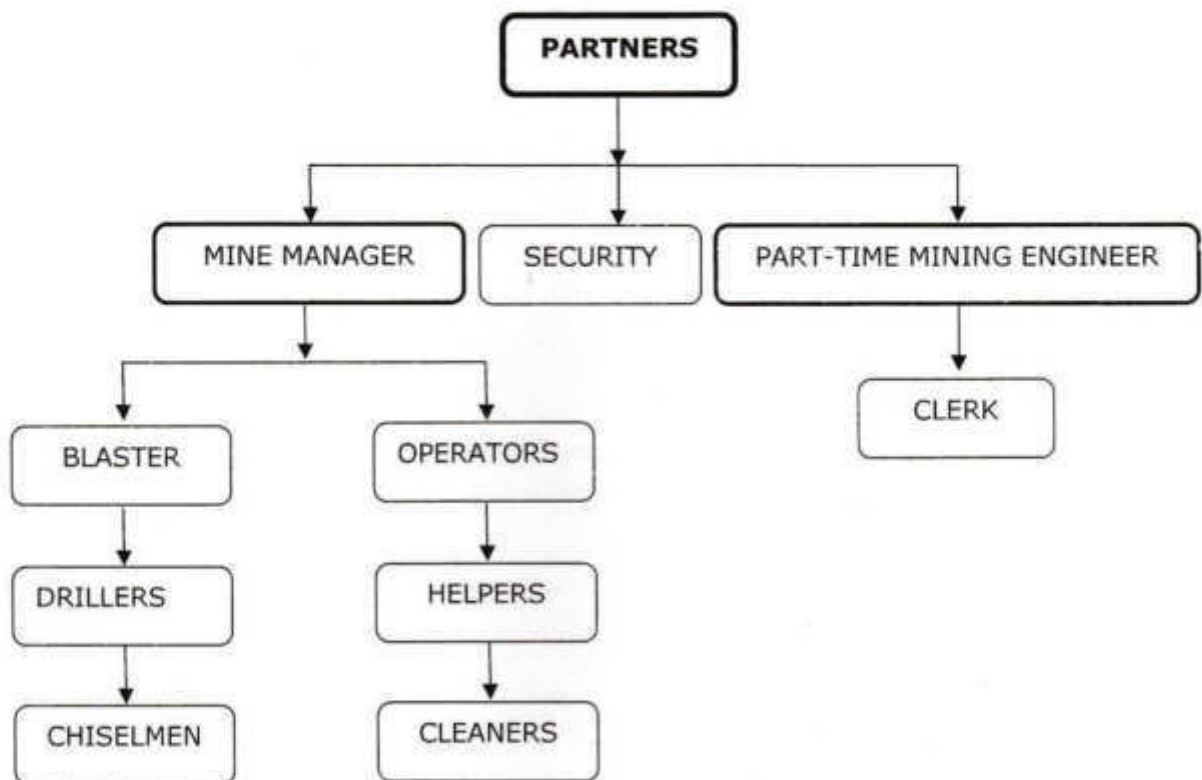 PARTNERS
MINE MANAGER
SECURITY
PART-TIME MINING ENGINEER
CLERK
BLASTER
OPERATORS
DRILLERS
HELPERS
CHISELMEN
CLEANERS